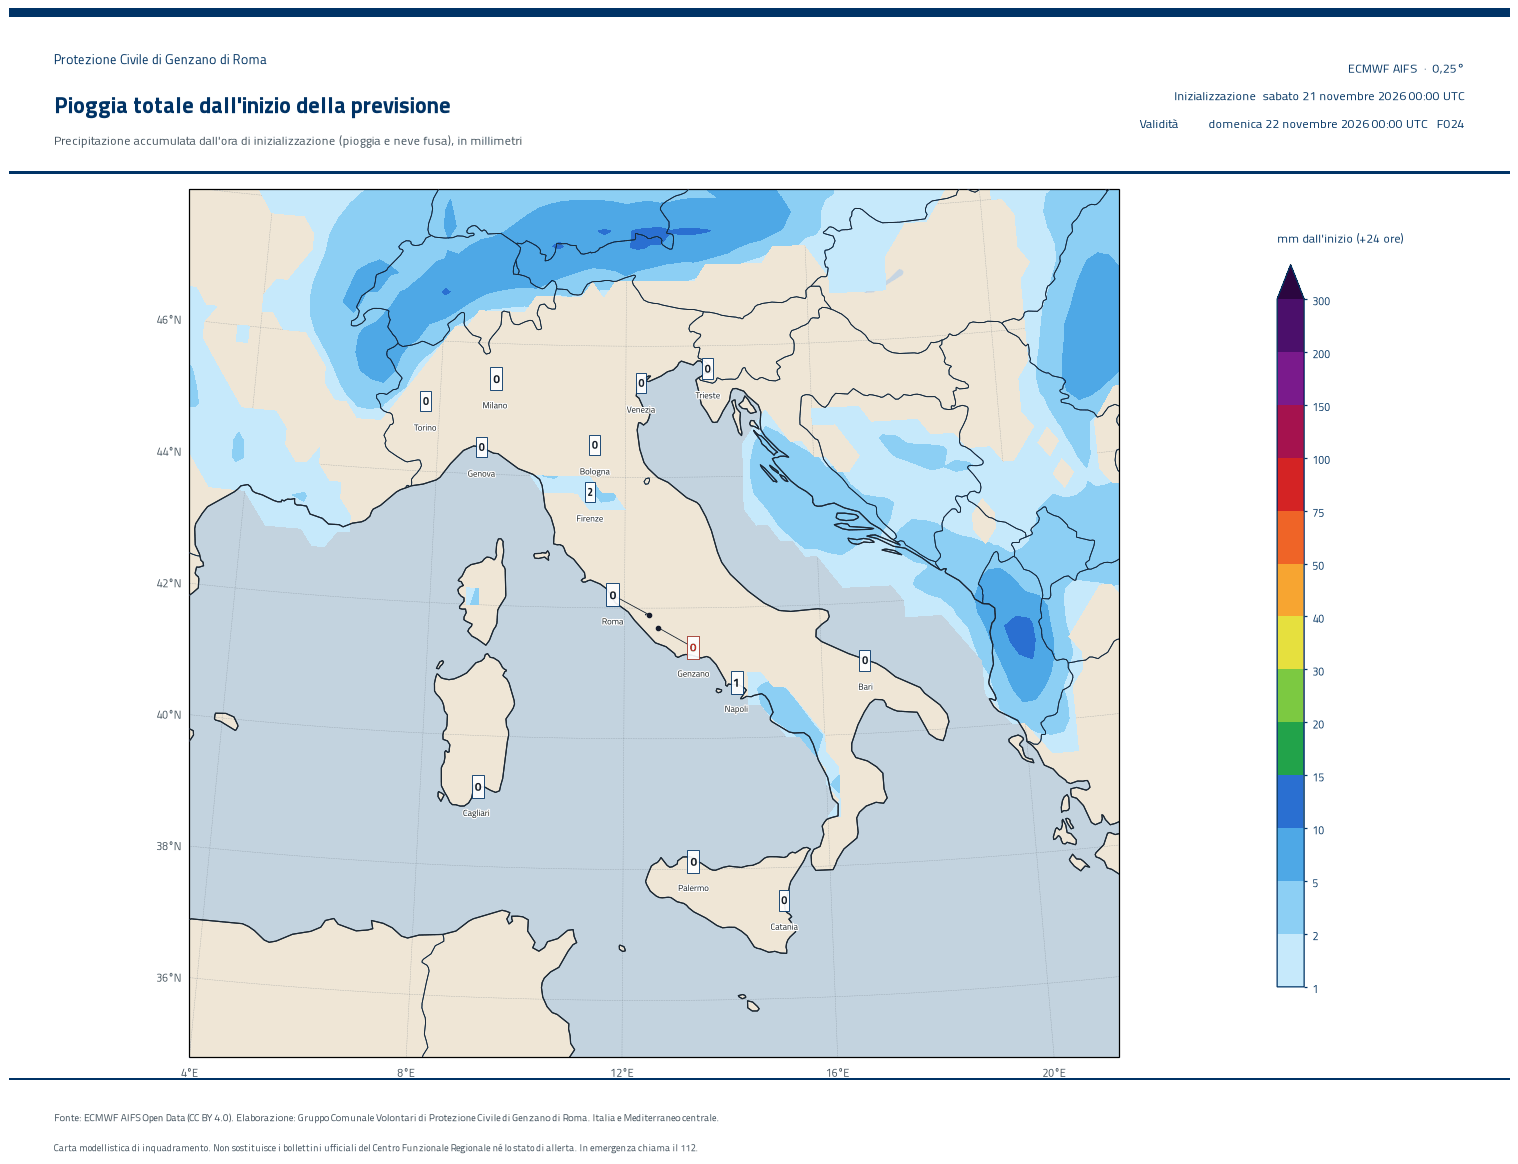 Protezione Civile di Genzano di Roma
Pioggia totale dall'inizio della previsione
Precipitazione accumulata dall'ora di inizializzazione (pioggia e neve fusa), in millimetri
ECMWF AIFS · 0,25°
Inizializzazione sabato 21 novembre 2026 00:00 UTC
Validità domenica 22 novembre 2026 00:00 UTC F024
mm dall'inizio (+24 ore)
300
200
150
100
75
50
40
30
20
15
10
5
2
1
46°N
44°N
42°N
40°N
38°N
36°N
4°E
8°E
12°E
16°E
20°E
0
Torino
0
Milano
0
Venezia
0
Trieste
0
Genova
0
Bologna
2
Firenze
0
Roma
0
Genzano
1
Napoli
0
Bari
0
Cagliari
0
Palermo
0
Catania
Fonte: ECMWF AIFS Open Data (CC BY 4.0). Elaborazione: Gruppo Comunale Volontari di Protezione Civile di Genzano di Roma. Italia e Mediterraneo centrale.
Carta modellistica di inquadramento. Non sostituisce i bollettini ufficiali del Centro Funzionale Regionale né lo stato di allerta. In emergenza chiama il 112.